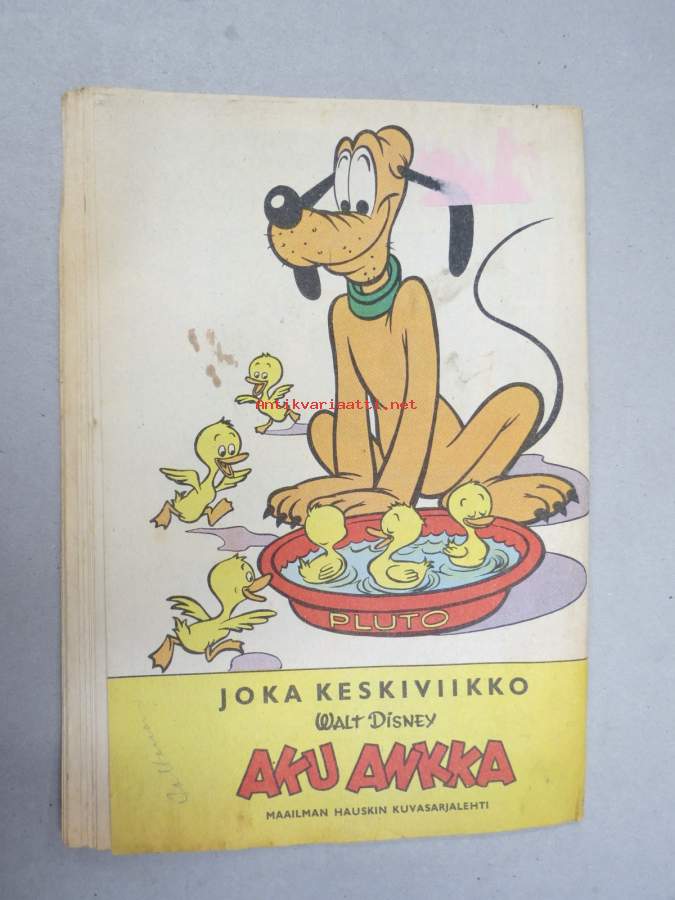 Antikvariaatti.net
PLUTO
JOKA KESKIVIIKKO
WALT DISNEY
AKU ANKKA
MAAILMAN HAUSKIN KUVASARJALEHTI